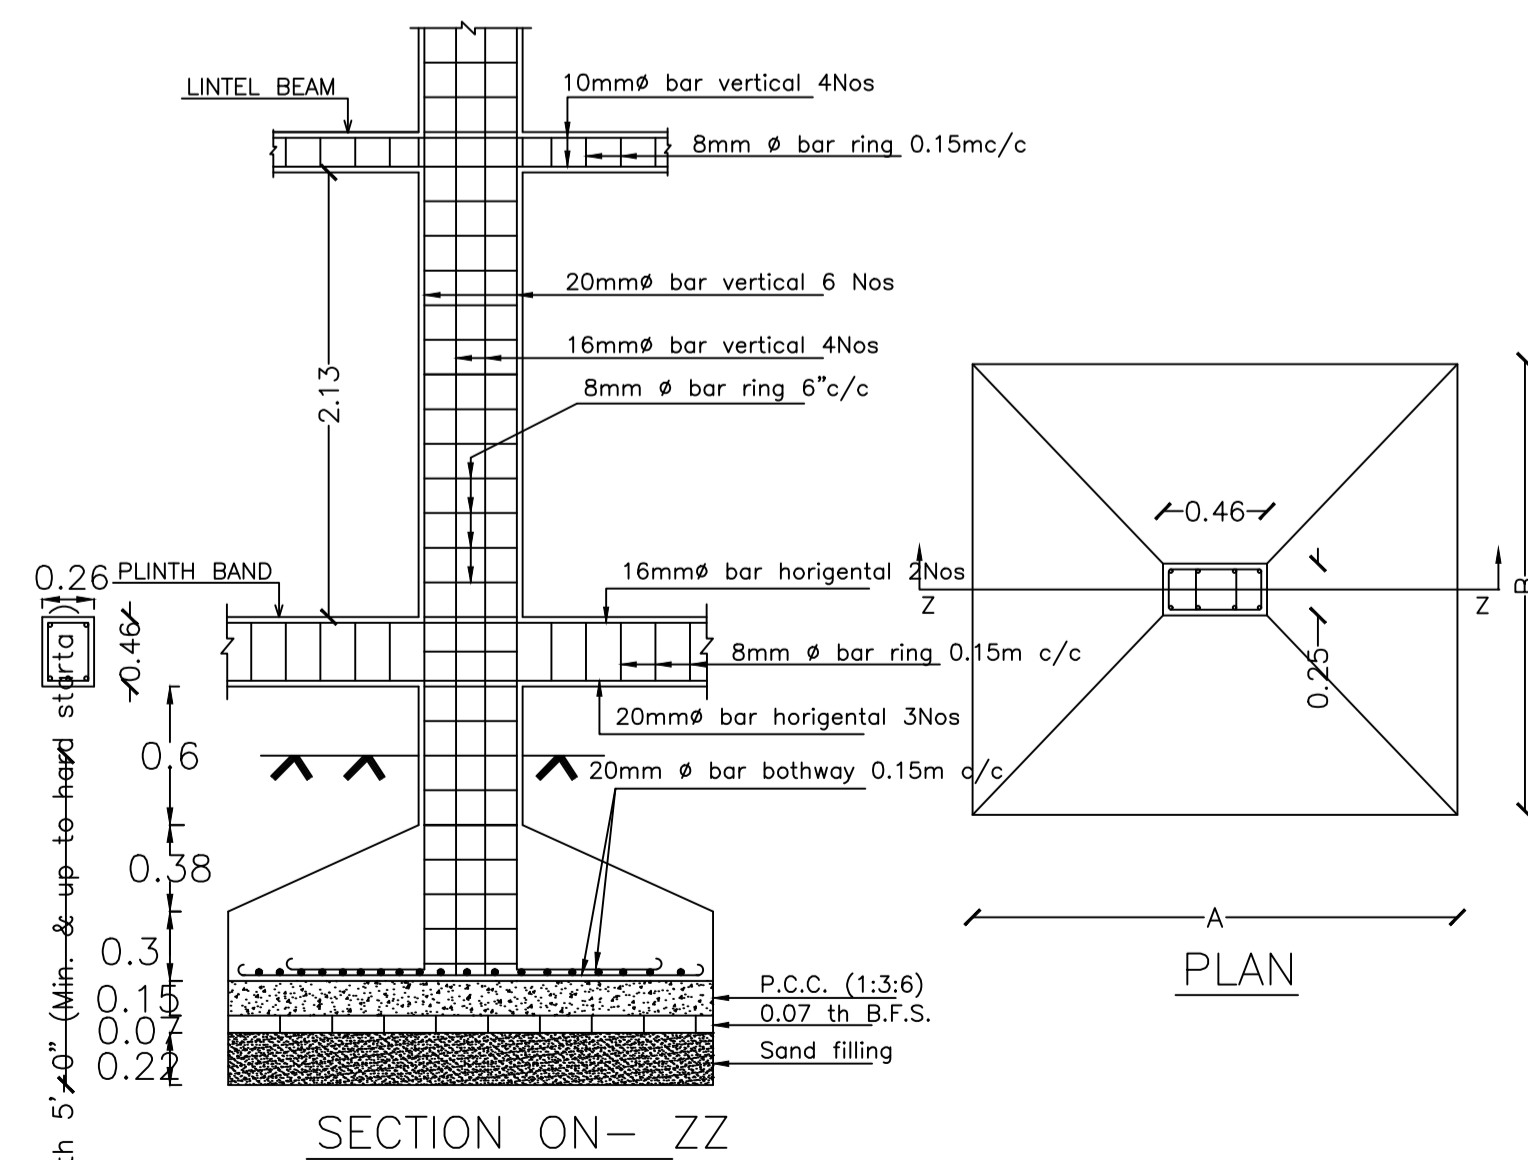 LINTEL BEAM
10mmø bar vertical 4Nos
8mm ø bar ring 0.15mc/c
20mmø bar vertical 6 Nos
16mmø bar vertical 4Nos
8mm ø bar ring 6”c/c
2.13
0.26
PLINTH BAND
0.46
16mmø bar horigental 2Nos
8mm ø bar ring 0.15m c/c
20mmø bar horigental 3Nos
20mm ø bar bothway 0.15m c/c
0.6
0.38
0.3
0.15
0.07
0.22
th 5'-0” (Min. & up to hard starta )
P.C.C. (1:3:6)
0.07 th B.F.S.
Sand filling
SECTION ON- ZZ
0.46
0.25
Z
Z
B
A
PLAN